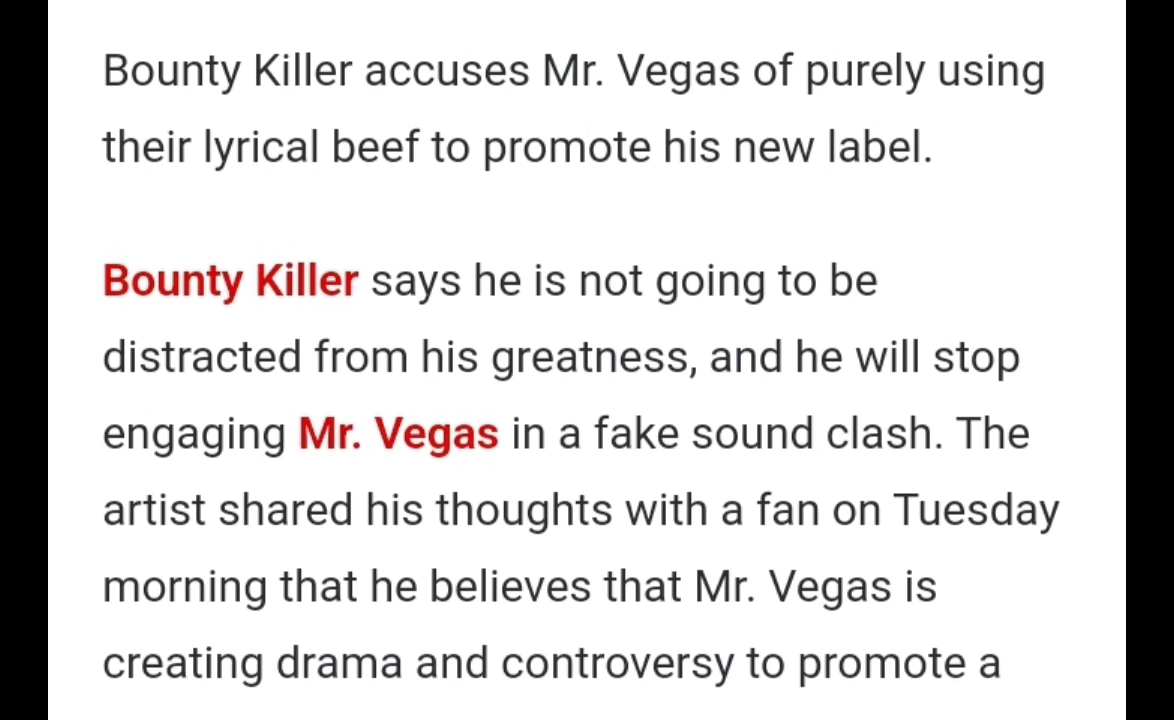 Bounty Killer accuses Mr. Vegas of purely using
their lyrical beef to promote his new label.
Bounty Killer says he is not going to be
distracted from his greatness, and he will stop
engaging Mr. Vegas in a fake sound clash. The
artist shared his thoughts with a fan on Tuesday
morning that he believes that Mr. Vegas is
creating drama and controversy to promote a